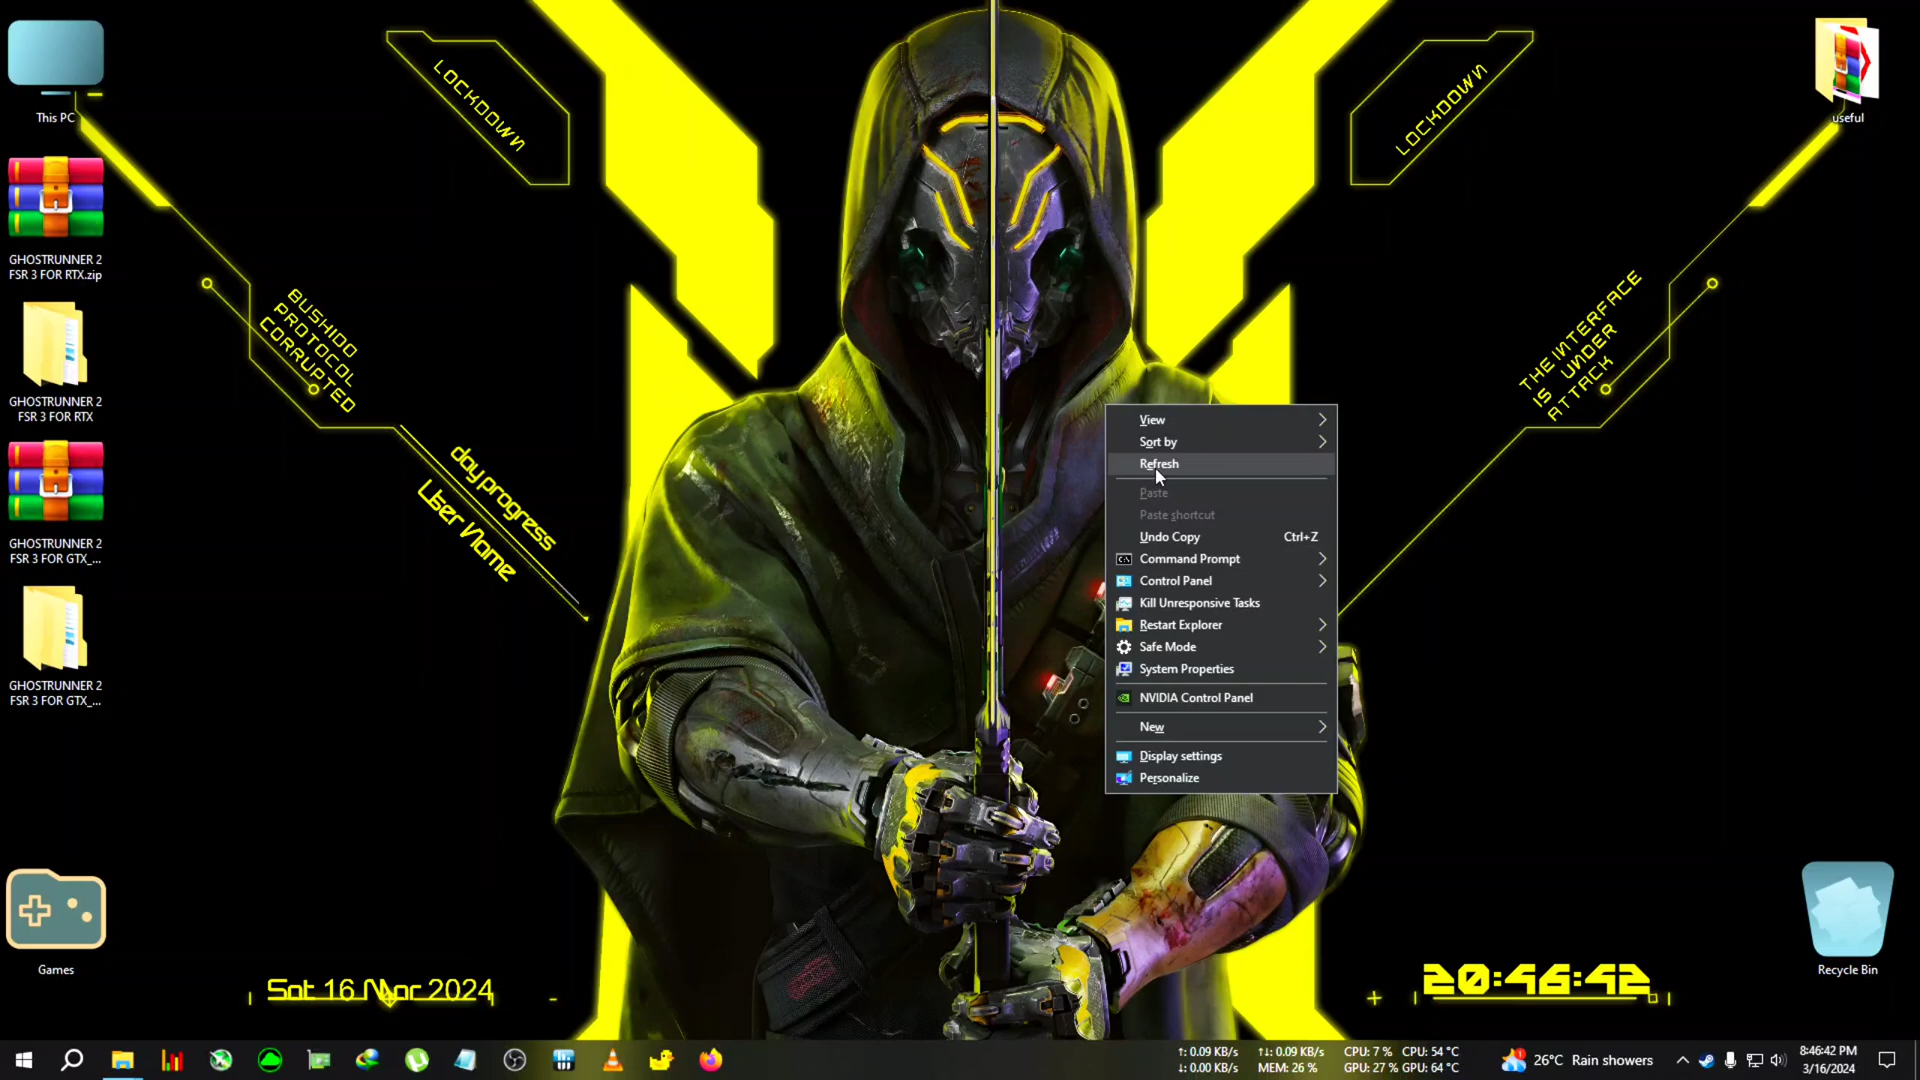 This PC
GHOSTRUNNER 2
FSR 3 FOR RTX.zip
GHOSTRUNNER 2
FSR 3 FOR RTX
GHOSTRUNNER 2
FSR 3 FOR GTX_...
GHOSTRUNNER 2
FSR 3 FOR GTX_...
Games
LOCKDOWN
BUSHIDO
PROTOCOL
CORRUPTED
day progress
User Name
Sat 16 Mar 2024
View
Sort by
Refresh
Paste
Paste shortcut
Undo Copy Ctrl+Z
Command Prompt
Control Panel
Kill Unresponsive Tasks
Restart Explorer
Safe Mode
System Properties
NVIDIA Control Panel
New
Display settings
Personalize
LOCKDOWN
THE INTERFACE
IS UNDER
ATTACK
useful
20:46:42
Recycle Bin
↑: 0.09 KB/s ↑↓: 0.09 KB/s CPU: 7 % CPU: 54 °C
↓: 0.00 KB/s MEM: 26 % GPU: 27 % GPU: 64 °C
26°C Rain showers
8:46:42 PM
3/16/2024